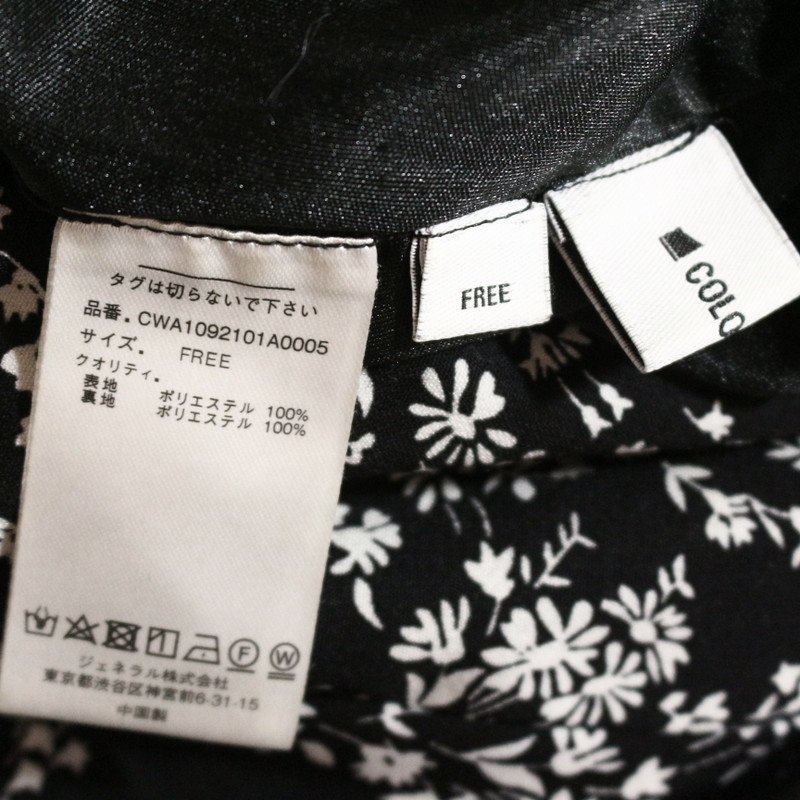 タグは切らないで下さい
品番. CWA1092101A0005
サイズ. FREE
クオリティ.
表地 ポリエステル 100%
裏地 ポリエステル 100%
ジェネラル株式会社
東京都渋谷区神宮前6-31-15
中国製
FREE
COLO